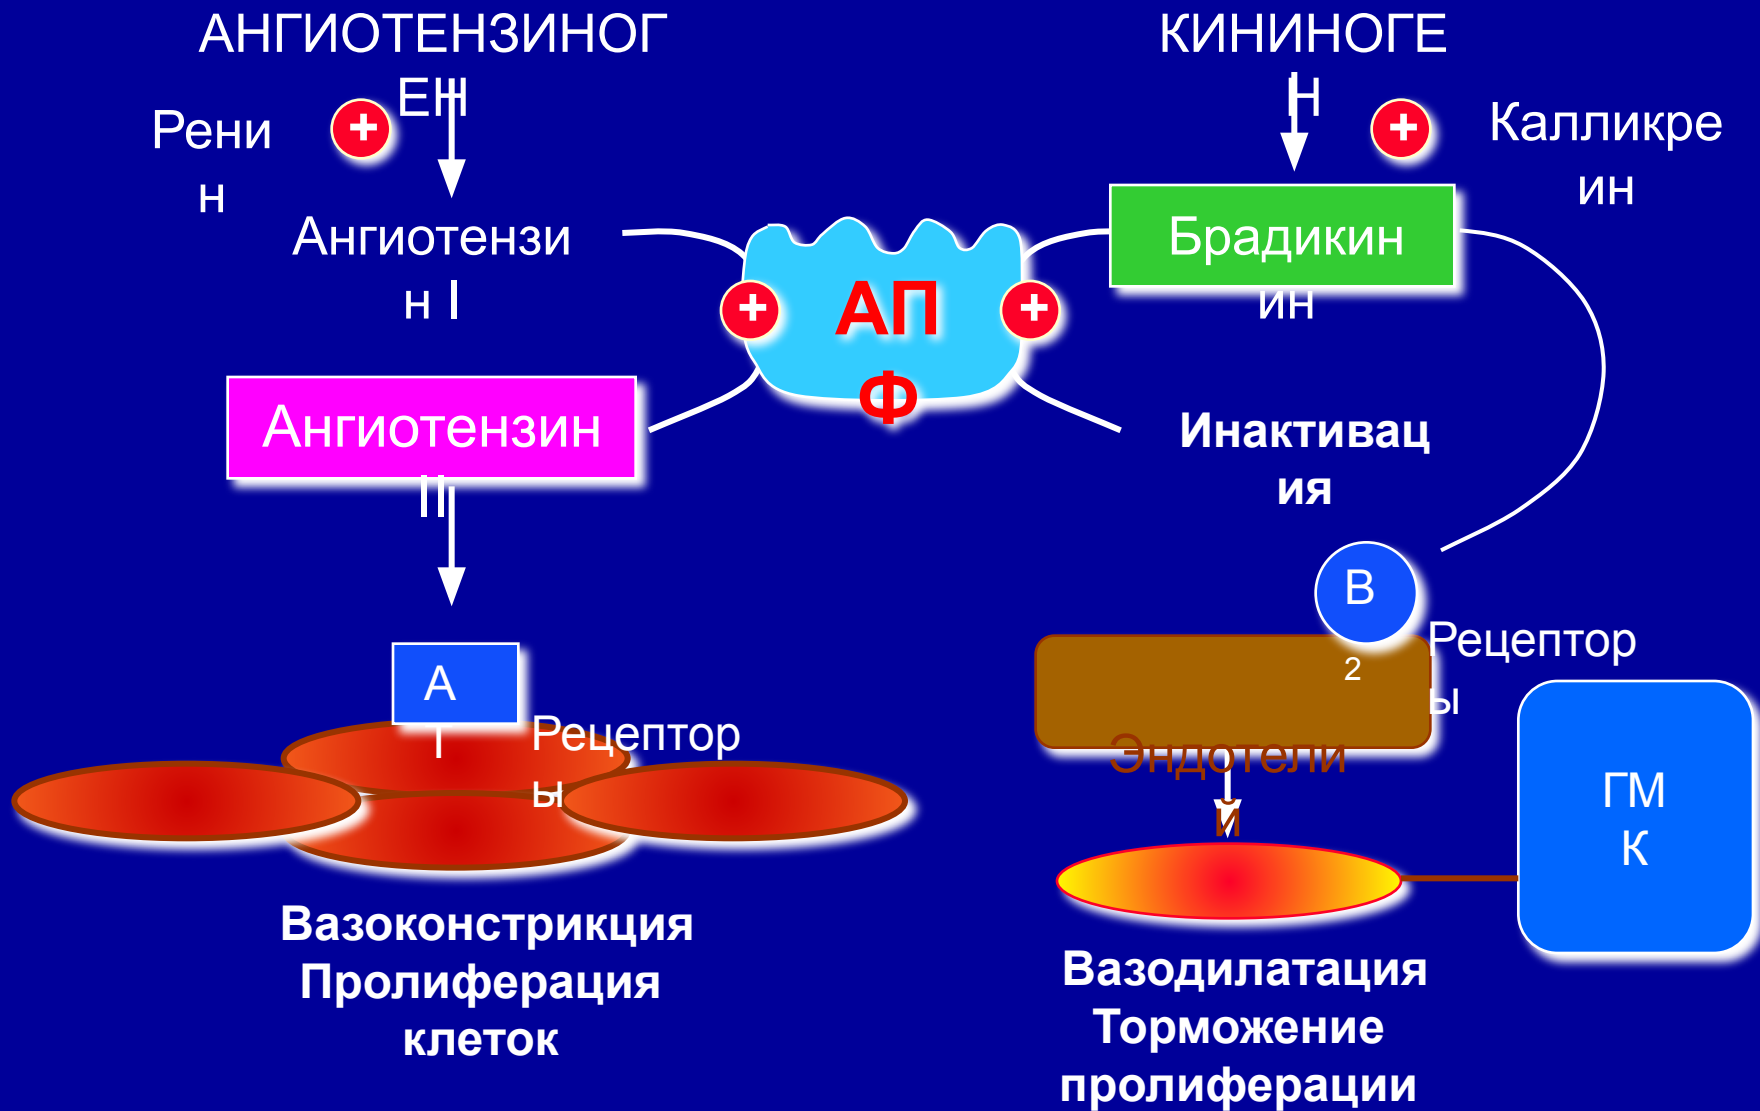 АНГИОТЕНЗИНОГ
ЕН
Рени
н
+
Ангиотензи
н I
КИНИНОГЕ
Н
+
Калликре
ин
Брадикин
ин
+
АП
Ф
+
Ангиотензин
II
Инактивац
ия
В
2
Рецептор
ы
А
Т
Рецептор
ы
Эндотели
й
ГМ
К
Вазоконстрикция
Пролиферация
клеток
Вазодилатация
Торможение
пролиферации